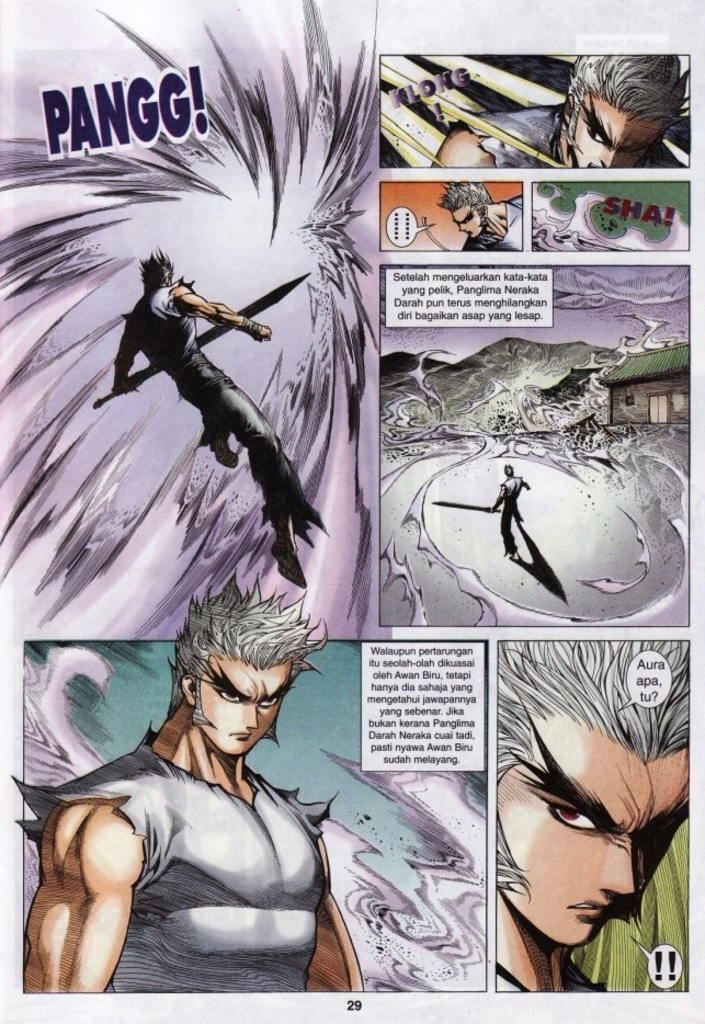 PANGG!
KLONG
!
......
SHA!
Setelah mengeluarkan kata-kata
yang pelik, Panglima Neraka
Darah pun terus menghilangkan
diri bagaikan asap yang lesap.
Walaupun pertarungan
itu seolah-olah dikuasai
oleh Awan Biru, tetapi
hanya dia sahaja yang
mengetahui jawapannya
yang sebenar. Jika
bukan kerana Panglima
Darah Neraka cuai tadi,
pasti nyawa Awan Biru
sudah melayang.
Aura
apa,
tu?
!!
29